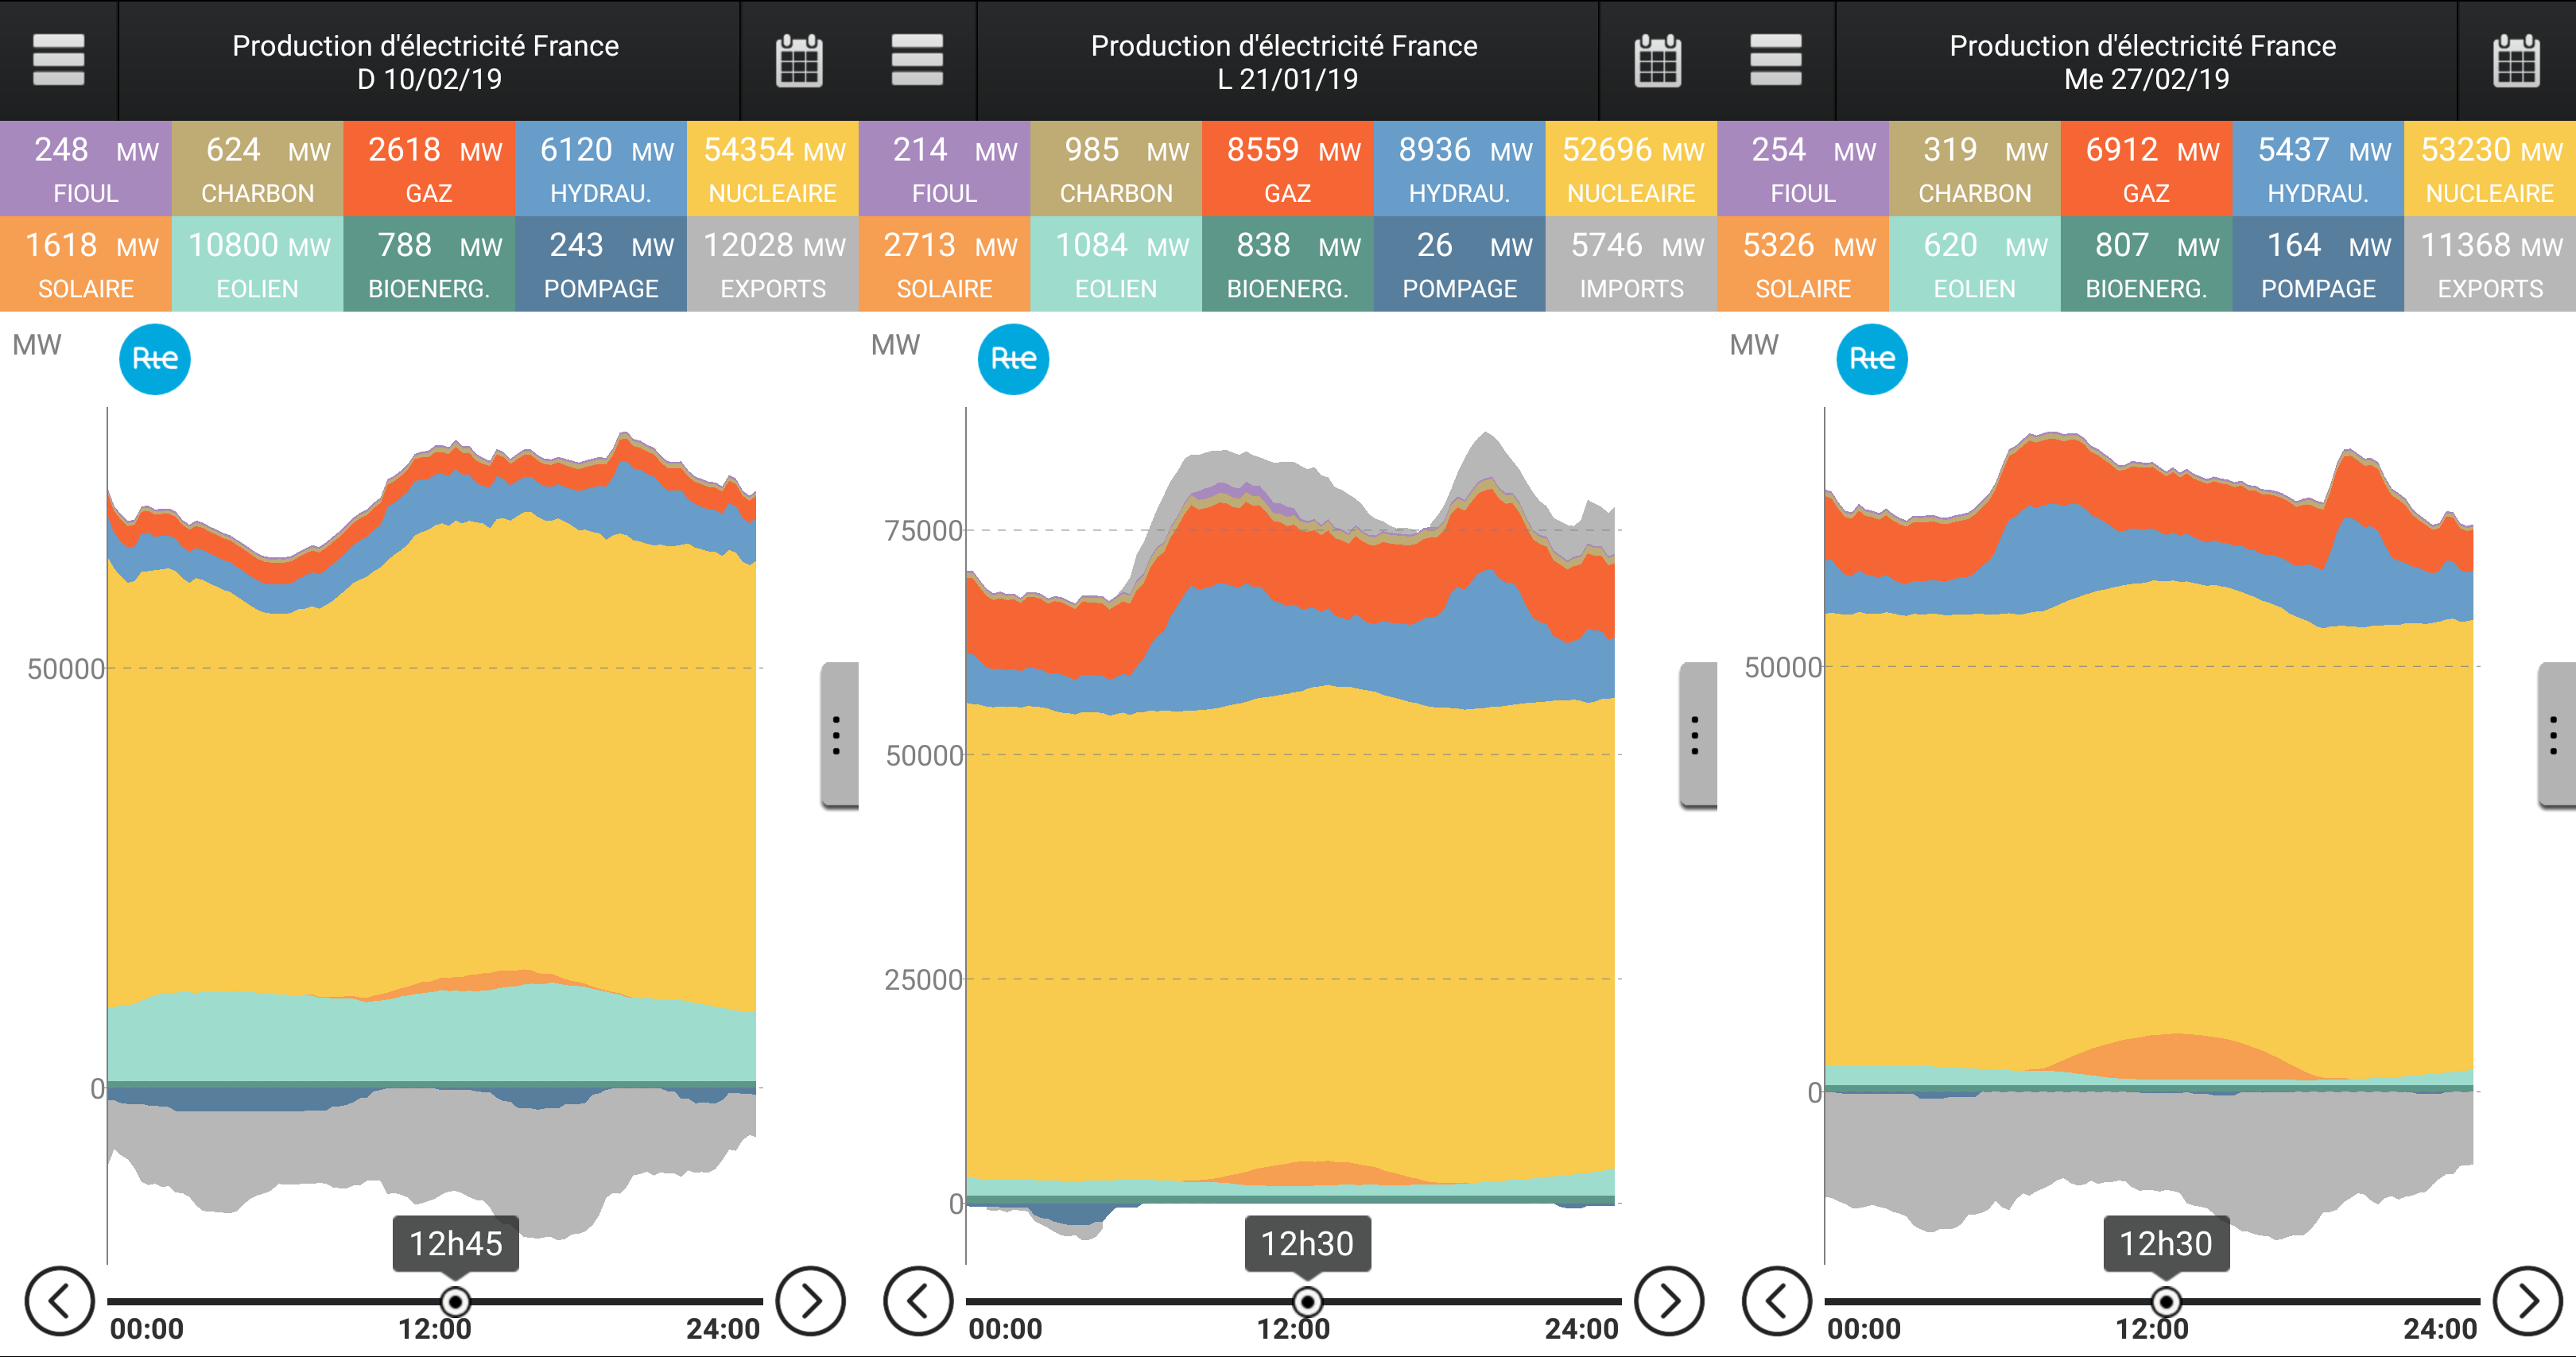 Production d'électricité France
D 10/02/19
248 MW 624 MW 2618 MW 6120 MW 54354 MW
FIOUL CHARBON GAZ HYDRAU. NUCLEAIRE
1618 MW 10800 MW 788 MW 243 MW 12028 MW
SOLAIRE EOLIEN BIOENERG. POMPAGE EXPORTS
MW
Rte
50000
0
12h45
00:00 12:00 24:00
Production d'électricité France
L 21/01/19
214 MW 985 MW 8559 MW 8936 MW 52696 MW
FIOUL CHARBON GAZ HYDRAU. NUCLEAIRE
2713 MW 1084 MW 838 MW 26 MW 5746 MW
SOLAIRE EOLIEN BIOENERG. POMPAGE IMPORTS
MW
Rte
75000
50000
25000
0
12h30
00:00 12:00 24:00
Production d'électricité France
Me 27/02/19
254 MW 319 MW 6912 MW 5437 MW 53230 MW
FIOUL CHARBON GAZ HYDRAU. NUCLEAIRE
5326 MW 620 MW 807 MW 164 MW 11368 MW
SOLAIRE EOLIEN BIOENERG. POMPAGE EXPORTS
MW
Rte
50000
0
12h30
00:00 12:00 24:00